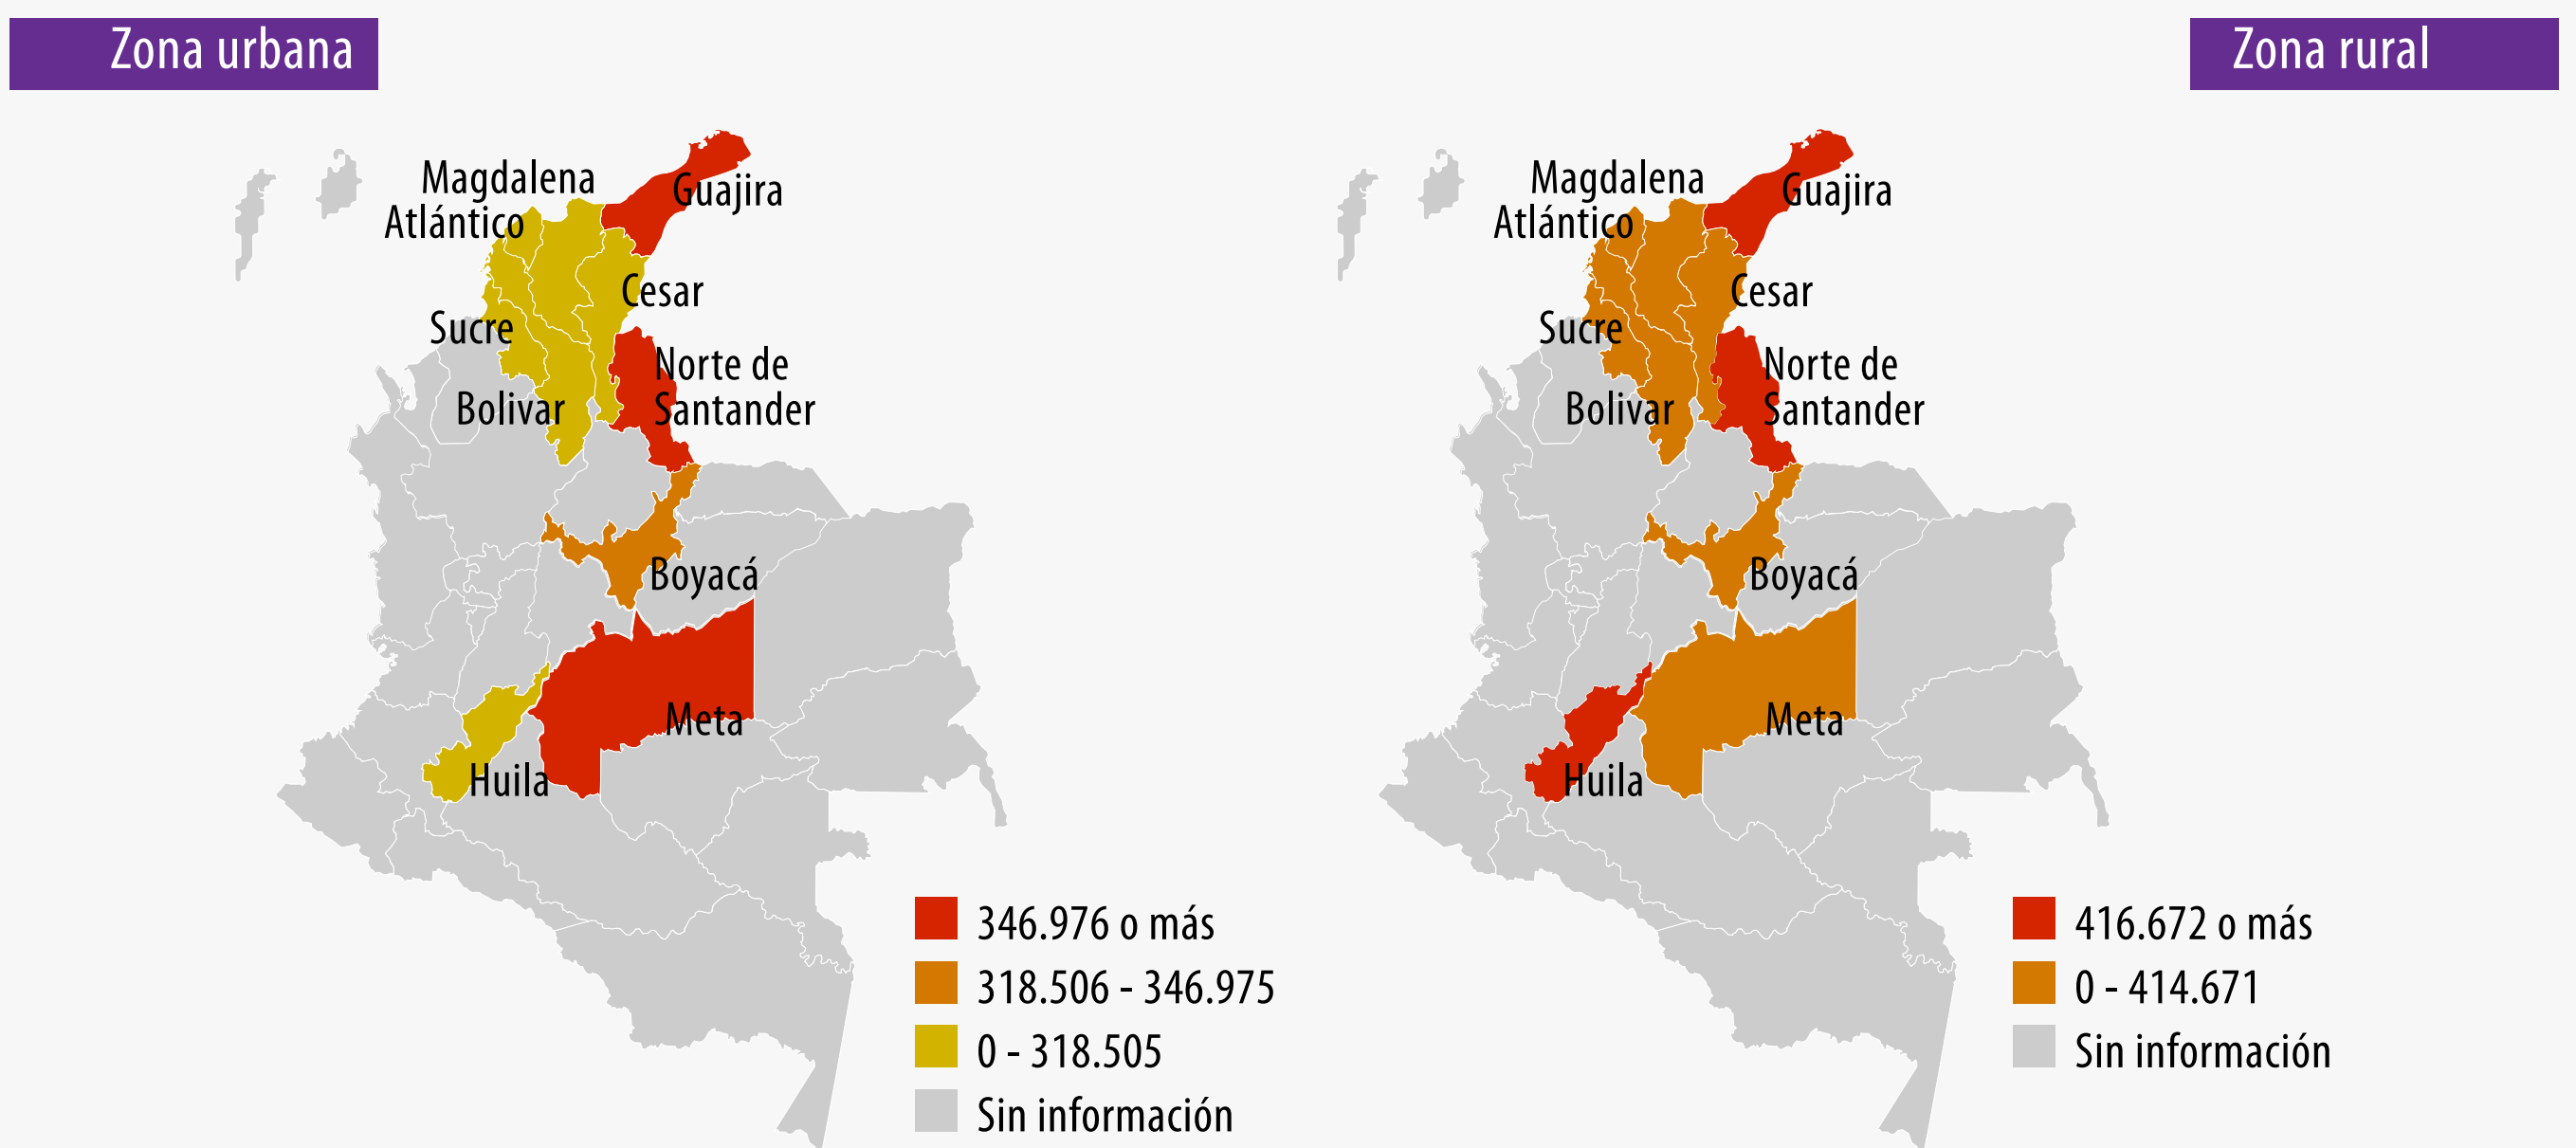 Zona urbana
Magdalena
Guajira
Atlántico
Cesar
Sucre
Norte de
Santander
Bolivar
Boyacá
Meta
Huila
346.976 o más
318.506 - 346.975
0 - 318.505
Sin información
Zona rural
Magdalena
Guajira
Atlántico
Cesar
Sucre
Norte de
Santander
Bolivar
Boyacá
Meta
Huila
416.672 o más
0 - 414.671
Sin información